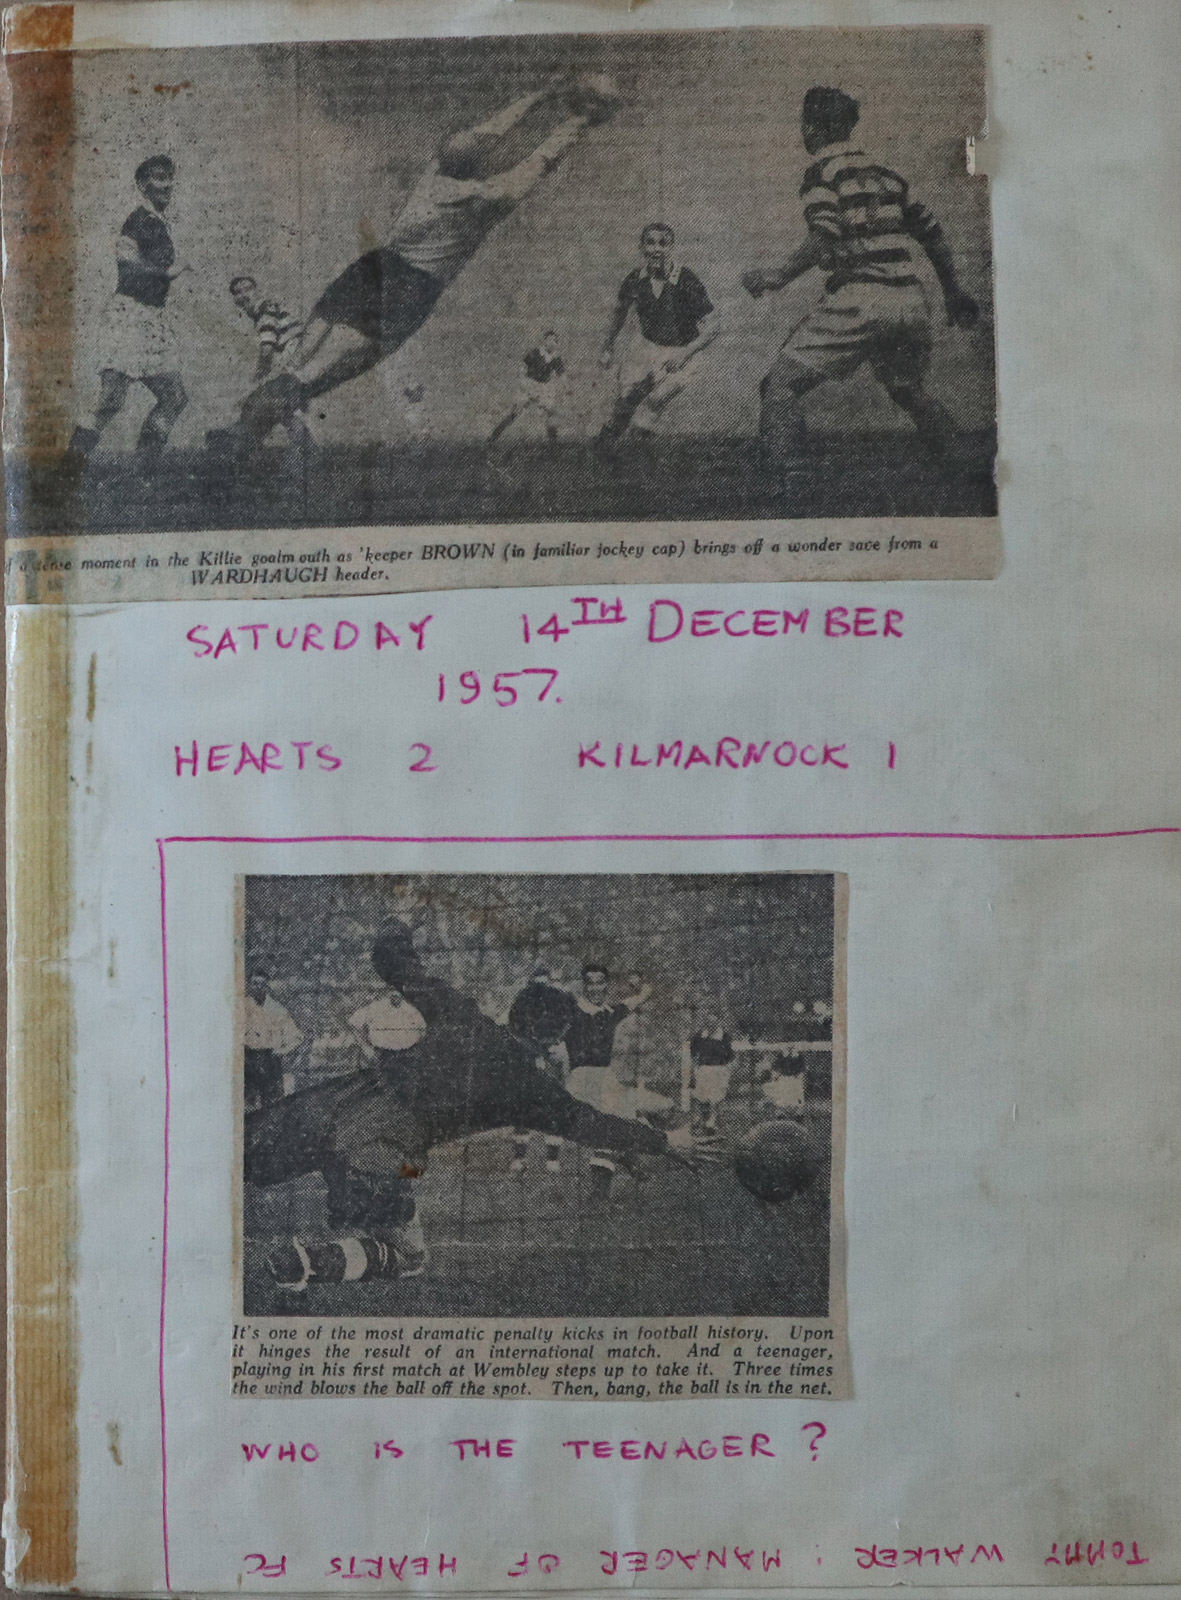 moment in the Killie goalmouth as 'keeper BROWN (in familiar jockey cap) brings off a wonder save from a
WARDHAUGH header.
SATURDAY 14TH DECEMBER
1957.
HEARTS 2 KILMARNOCK 1
It's one of the most dramatic penalty kicks in football history. Upon
it hinges the result of an international match. And a teenager,
playing in his first match at Wembley steps up to take it. Three times
the wind blows the ball off the spot. Then, bang, the ball is in the net.
WHO IS THE TEENAGER ?
TOMMY WALKER : MANAGER OF HEARTS FC